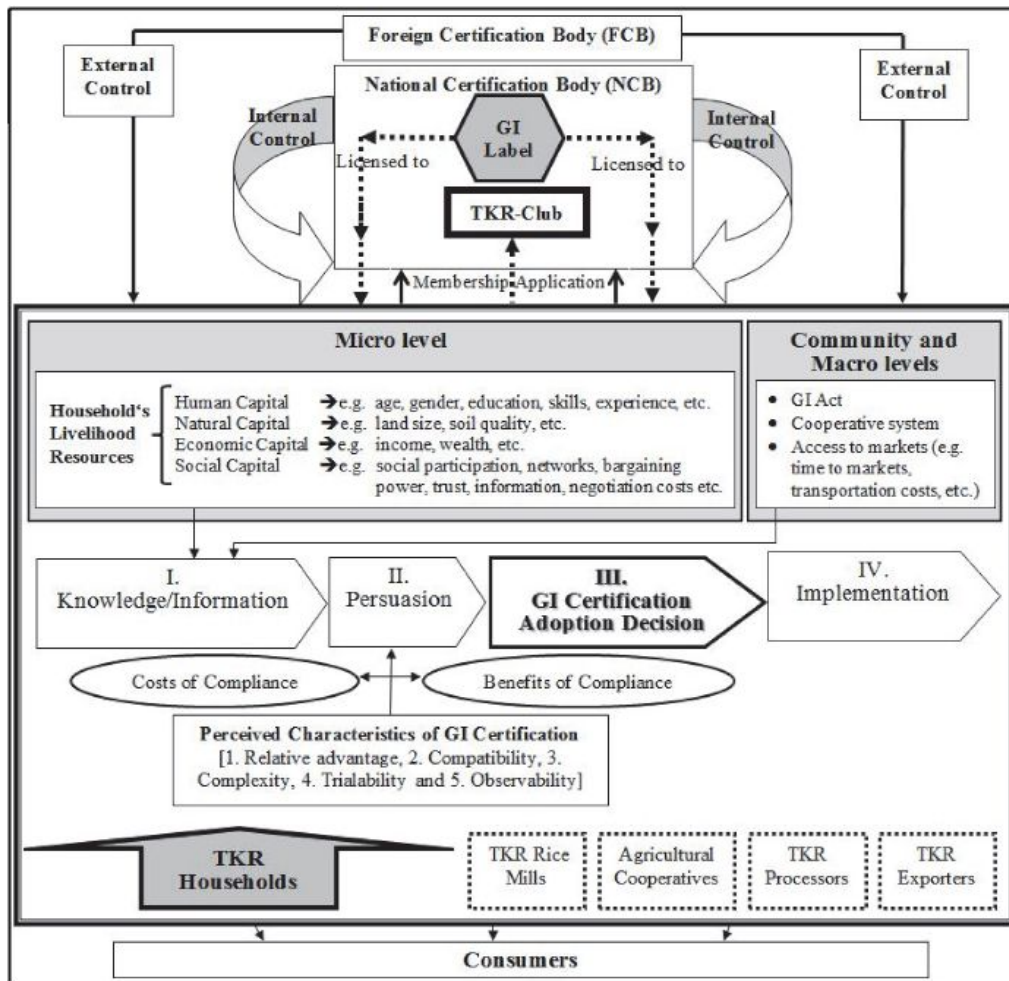 Foreign Certification Body (FCB)
External
Control
External
Control
National Certification Body (NCB)
Internal
Control
Internal
Control
GI
Label
Licensed to
Licensed to
TKR-Club
Membership Application
Micro level
Household's
Livelihood
Resources
Human Capital ➔e.g. age, gender, education, skills, experience, etc.
Natural Capital ➔e.g. land size, soil quality, etc.
Economic Capital ➔e.g. income, wealth, etc.
Social Capital ➔e.g. social participation, networks, bargaining
power, trust, information, negotiation costs etc.
Community and
Macro levels
• GI Act
• Cooperative system
• Access to markets (e.g.
time to markets,
transportation costs, etc.)
I.
Knowledge/Information
II.
Persuasion
III.
GI Certification
Adoption Decision
IV.
Implementation
Costs of Compliance
Benefits of Compliance
Perceived Characteristics of GI Certification
[1. Relative advantage, 2. Compatibility, 3.
Complexity, 4. Trialability and 5. Observability]
TKR
Households
TKR Rice
Mills
Agricultural
Cooperatives
TKR
Processors
TKR
Exporters
Consumers